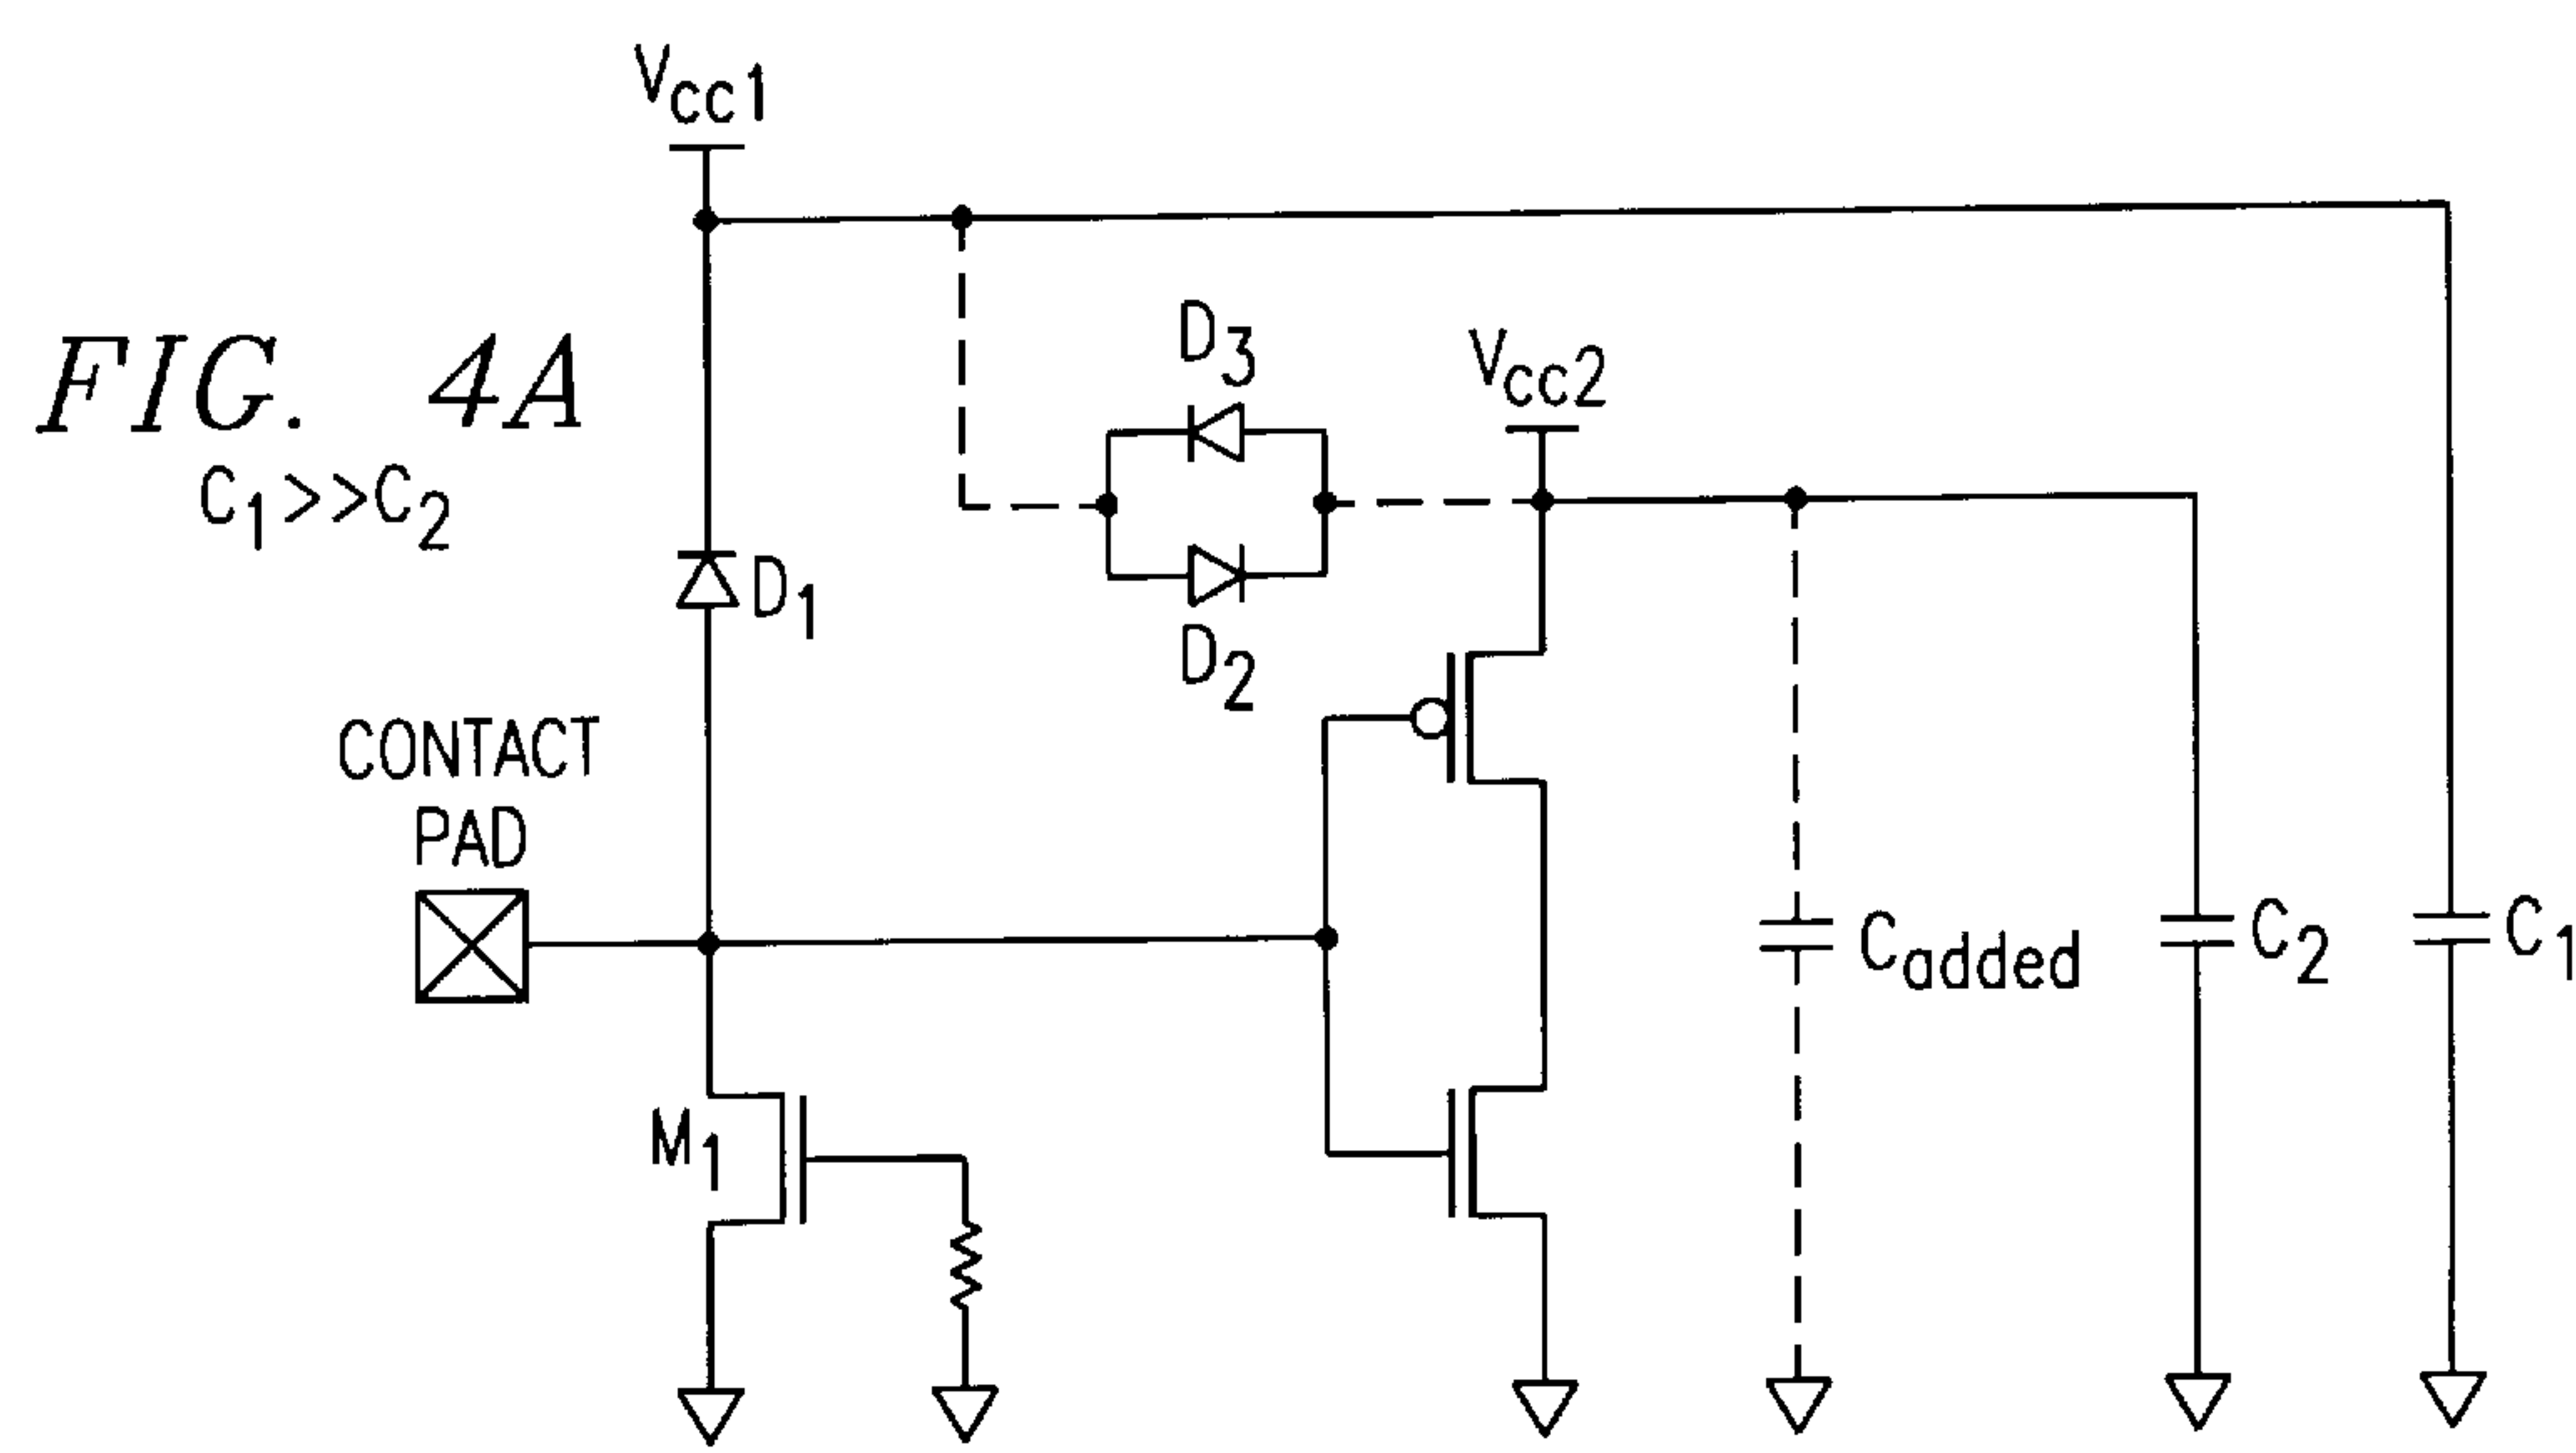 Vcc1
FIG. 4A
C1>>C2
D3
Vcc2
D1
D2
CONTACT
PAD
Cadded
C2
C1
M1